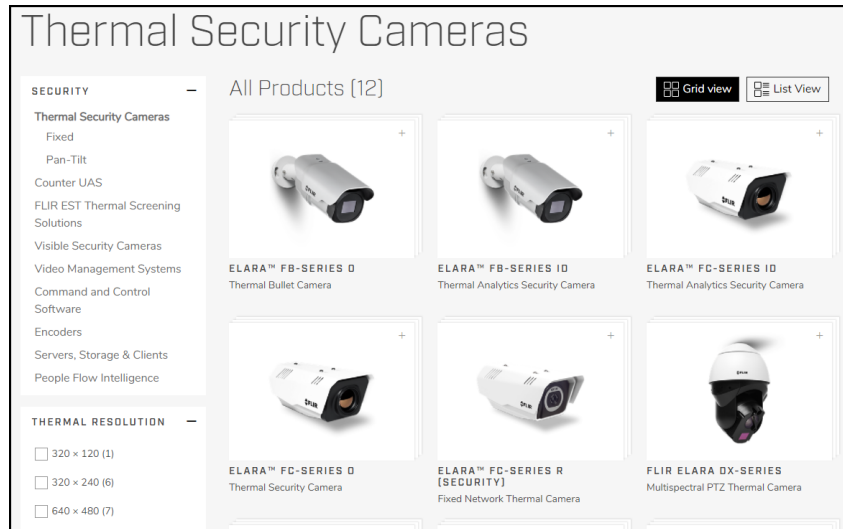 Thermal Security Cameras
SECURITY
Thermal Security Cameras
Fixed
Pan-Tilt
Counter UAS
FLIR EST Thermal Screening
Solutions
Visible Security Cameras
Video Management Systems
Command and Control
Software
Encoders
Servers, Storage & Clients
People Flow Intelligence
THERMAL RESOLUTION
320 × 120 (1)
320 × 240 (6)
640 × 480 (7)
All Products (12)
Grid view
List View
ELARA™ FB-SERIES O
Thermal Bullet Camera
ELARA™ FB-SERIES ID
Thermal Analytics Security Camera
ELARA™ FC-SERIES ID
Thermal Analytics Security Camera
ELARA™ FC-SERIES O
Thermal Security Camera
ELARA™ FC-SERIES R
(SECURITY)
Fixed Network Thermal Camera
FLIR ELARA DX-SERIES
Multispectral PTZ Thermal Camera